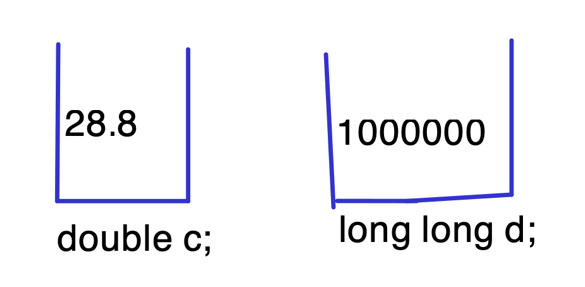 28.8
double c;
1000000
long long d;